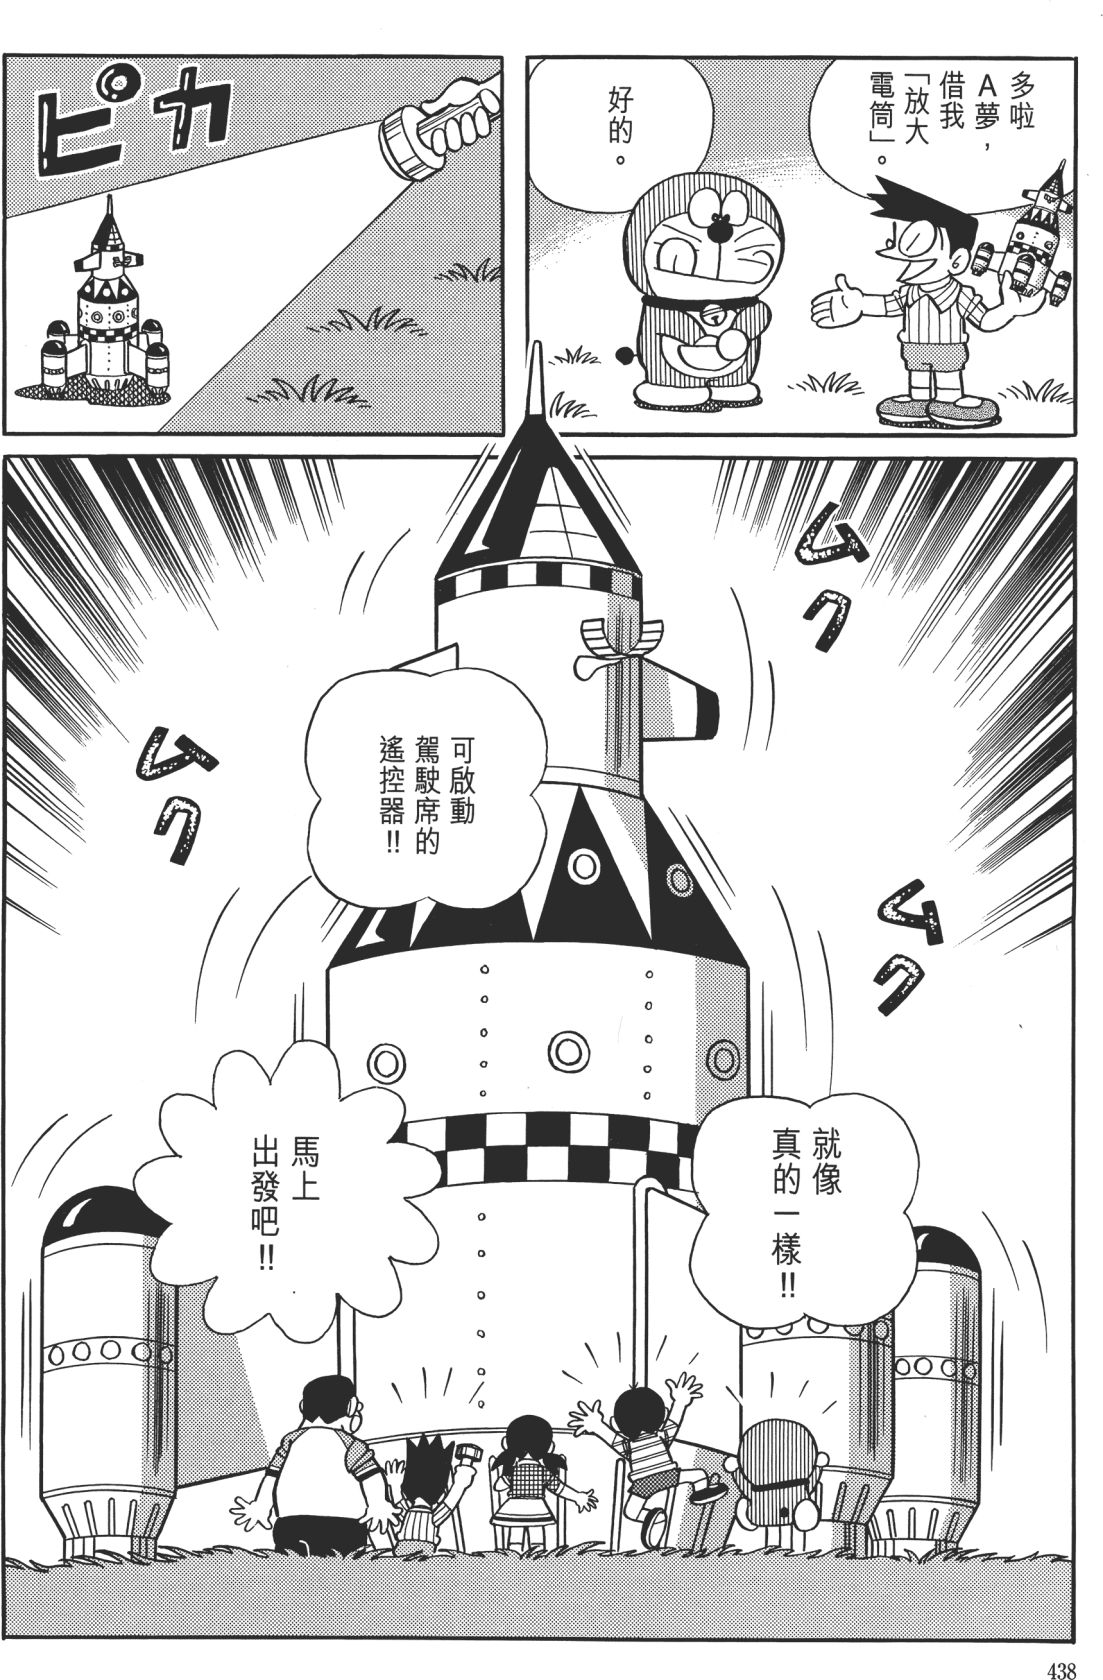 多啦
A夢，
借我
「放大
電筒」。
好的。
ピカ
ムク
可啟動
駕駛席的
遙控器!!
ムク
ムク
就像
真的一樣!!
馬上
出發吧!!
438